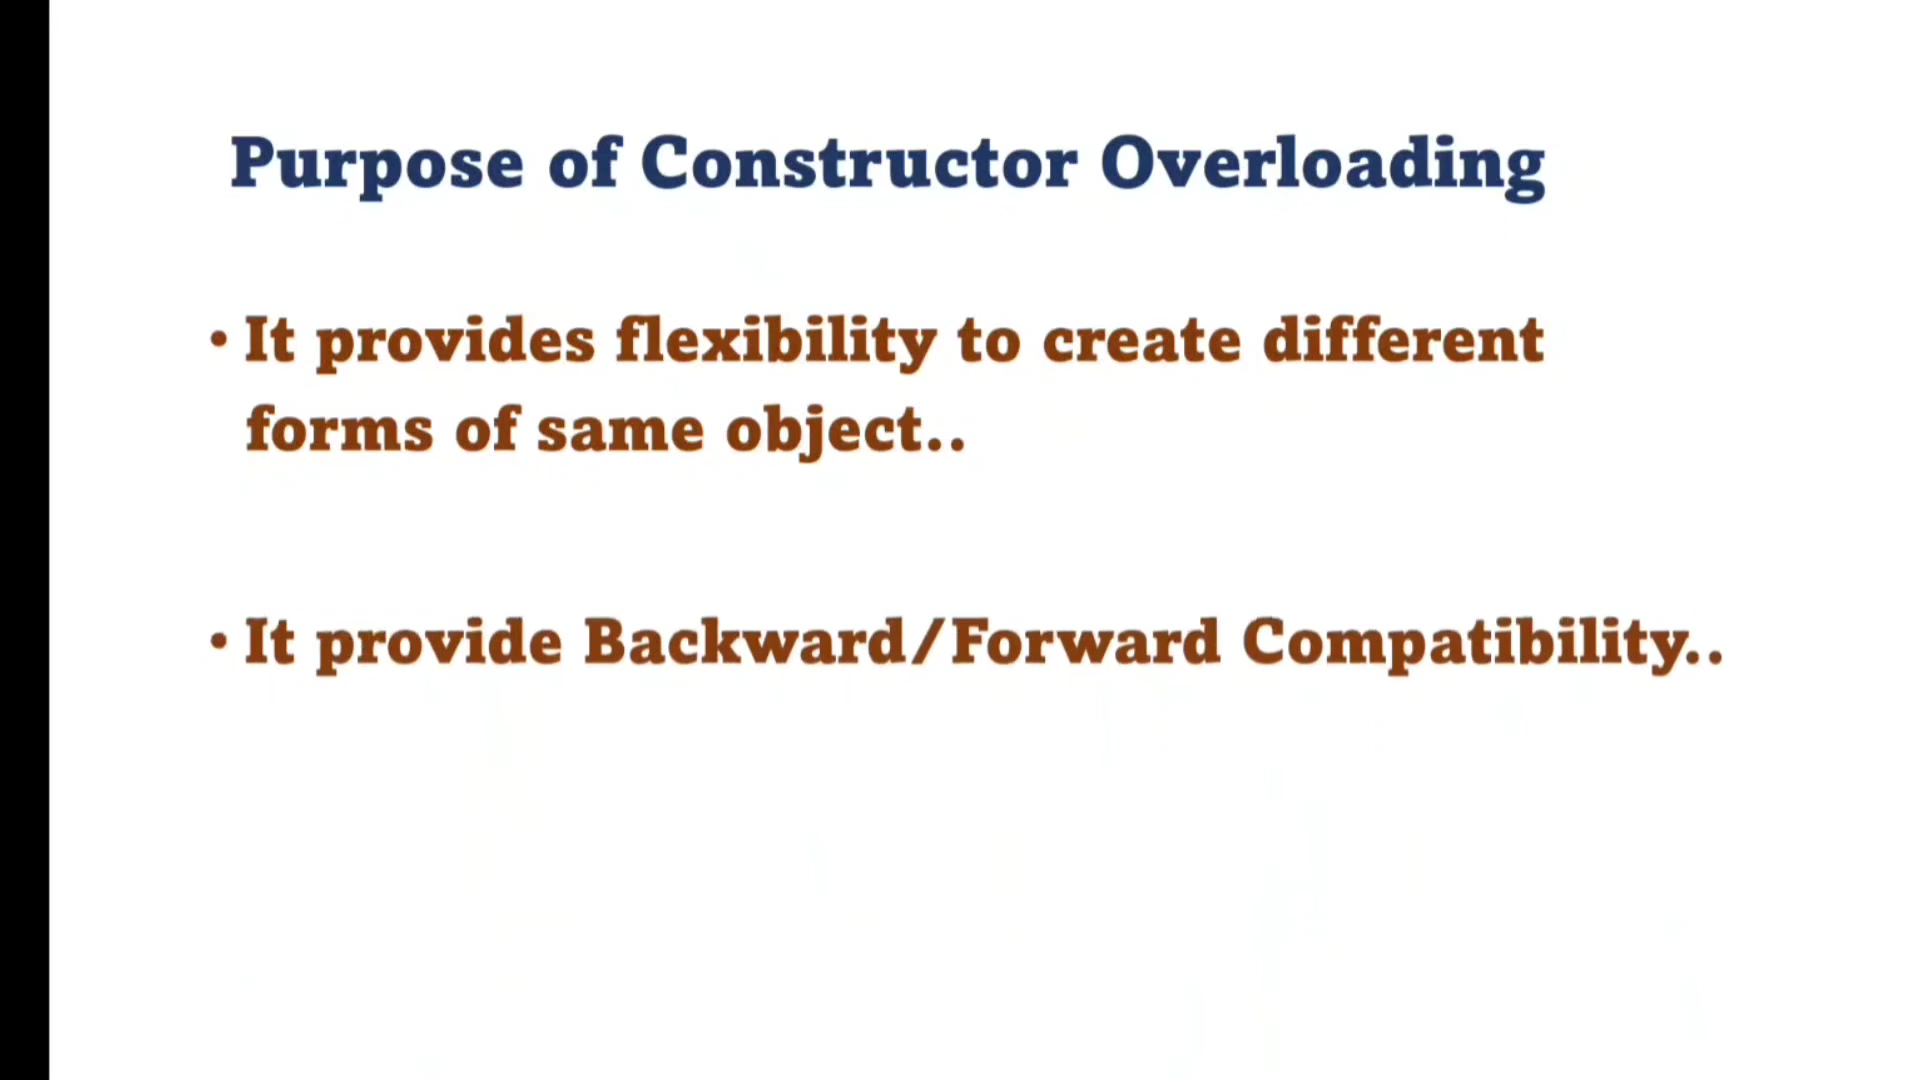 Purpose of Constructor Overloading
• It provides flexibility to create different
forms of same object..
• It provide Backward/Forward Compatibility..